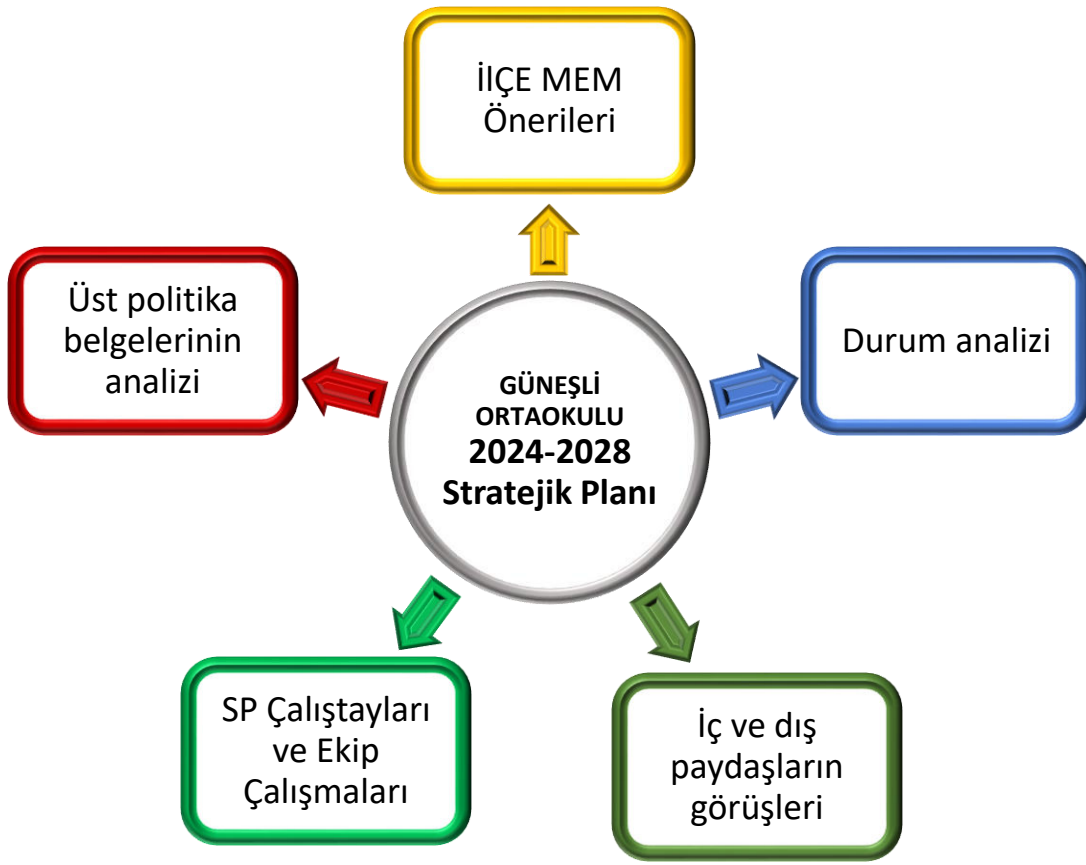 İlÇE MEM
Önerileri
Üst politika
belgelerinin
analizi
Durum analizi
GÜNEŞLİ
ORTAOKULU
2024-2028
Stratejik Planı
SP Çalıştayları
ve Ekip
Çalışmaları
İç ve dış
paydaşların
görüşleri